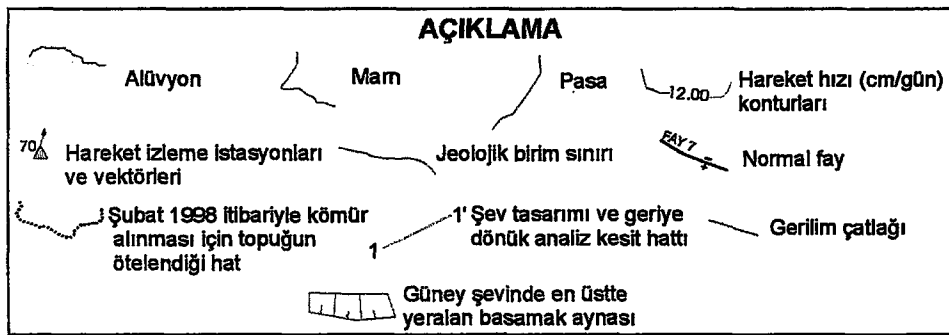 AÇIKLAMA
Alüvyon
Marn
Pasa
12.00
Hareket hızı (cm/gün)
konturları
70
Hareket izleme istasyonları
ve vektörleri
Jeolojik birim sınırı
FAY 7
Normal fay
Şubat 1998 itibariyle kömür
alınması için topuğun
ötelendiği hat
1
1' Şev tasarımı ve geriye
dönük analiz kesit hattı
Gerilim çatlağı
Güney şevinde en üstte
yeralan basamak aynası